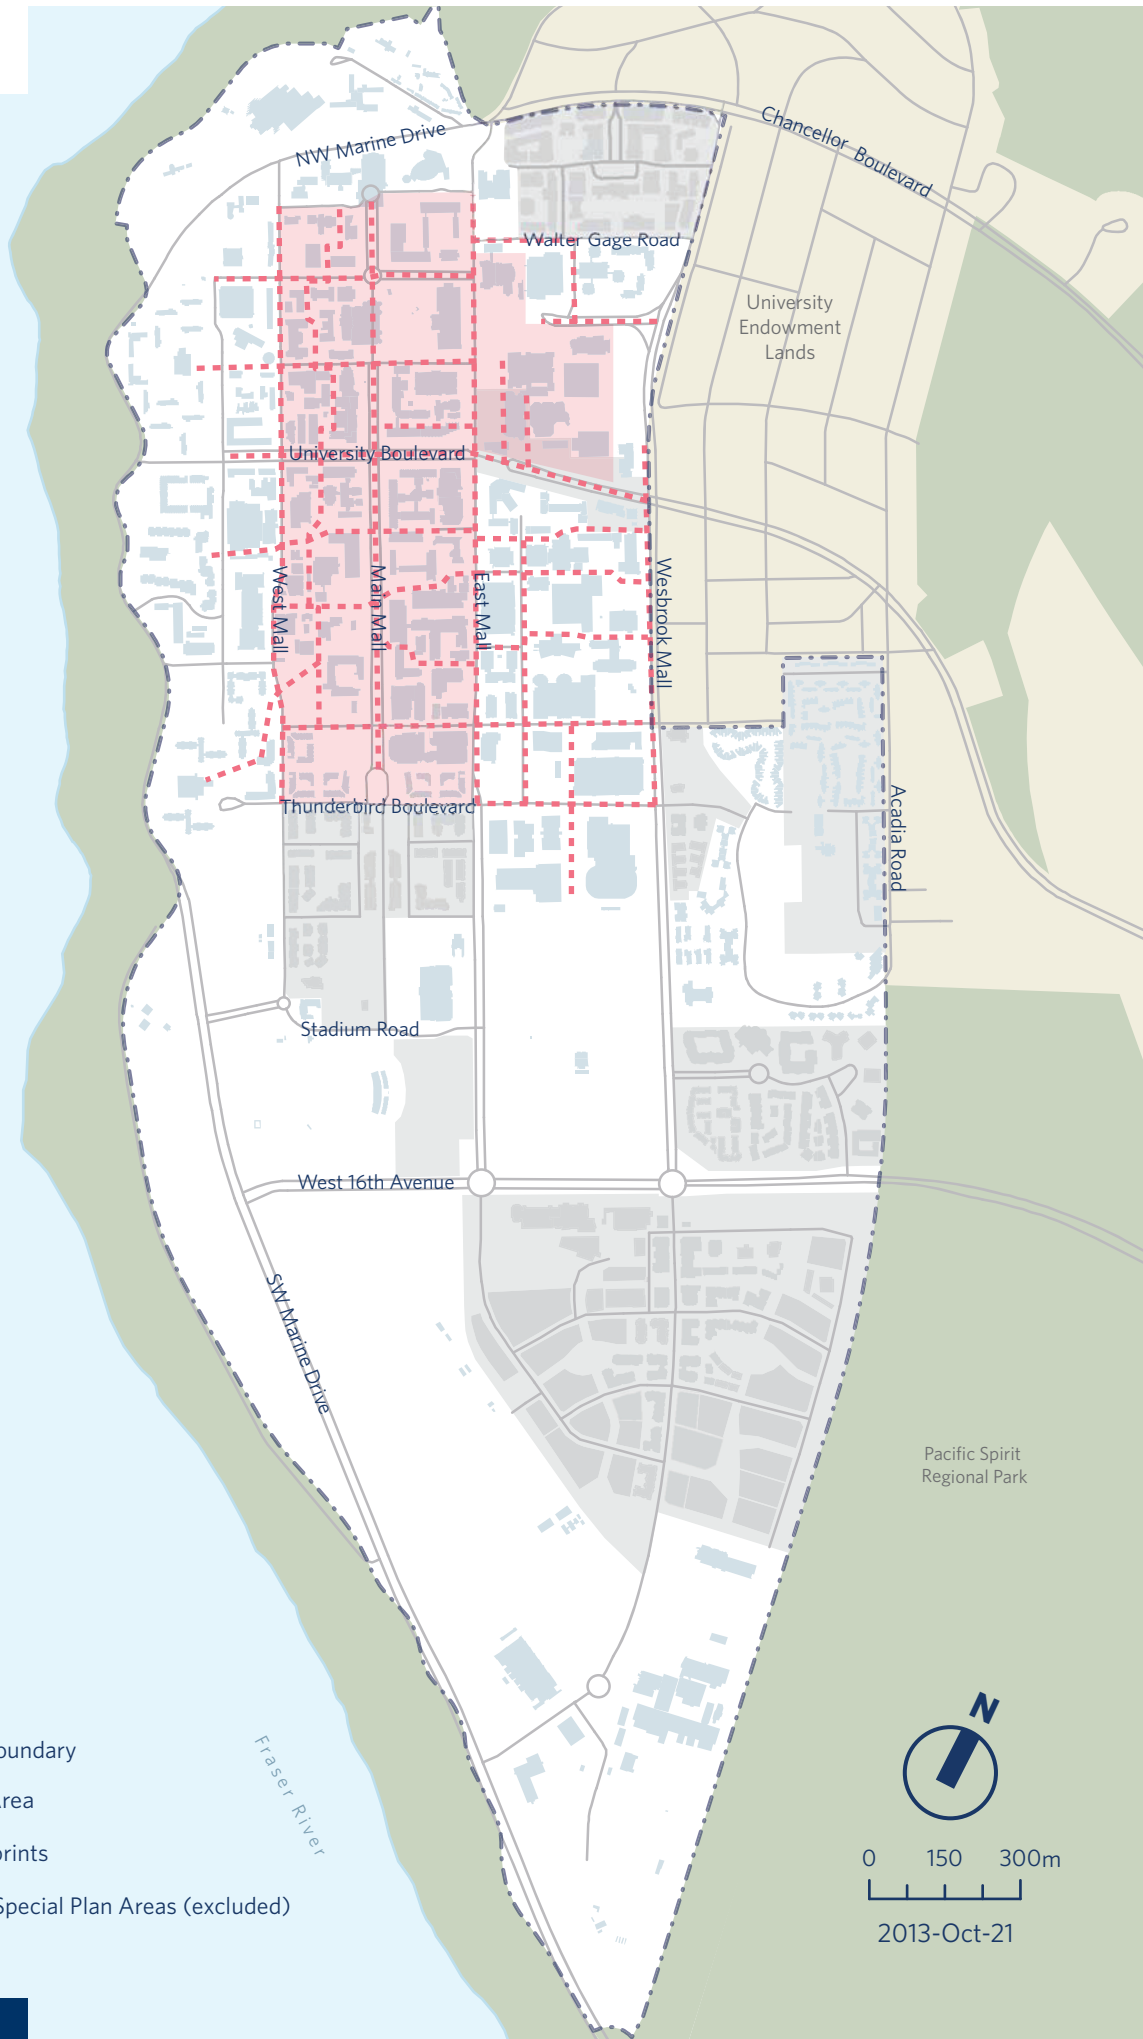 NW Marine Drive
Chancellor Boulevard
Walter Gage Road
University
Endowment
Lands
University Boulevard
West Mall
Main Mall
East Mall
Wesbrook Mall
Thunderbird Boulevard
Acadia Road
Stadium Road
West 16th Avenue
SW Marine Drive
Pacific Spirit
Regional Park
Fraser River
N
oundary
rea
prints
Special Plan Areas (excluded)
0 150 300m
2013-Oct-21